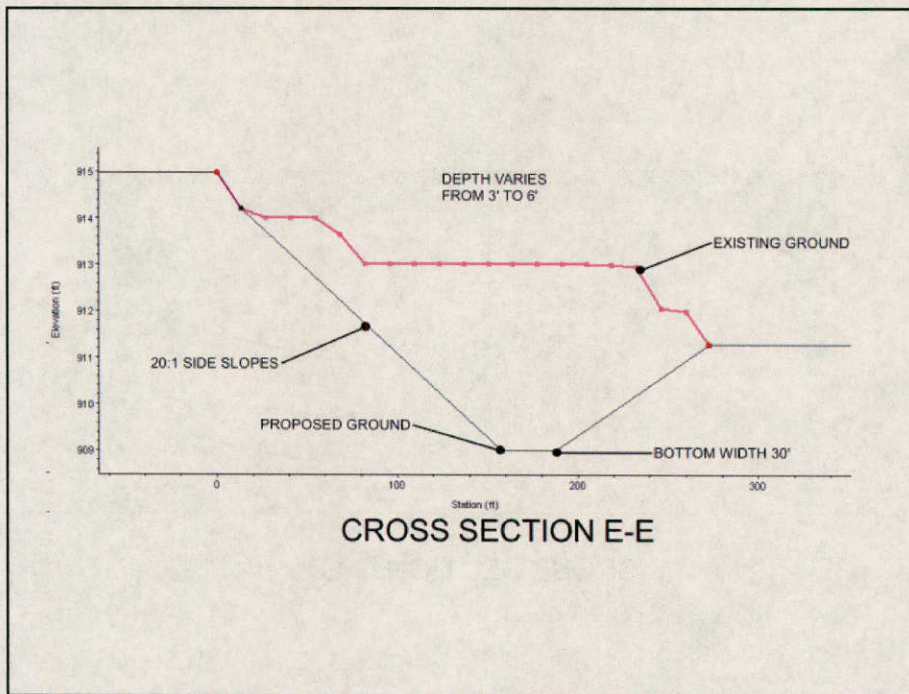 915
DEPTH VARIES
FROM 3' TO 6'
914
EXISTING GROUND
913
Elevation (ft)
912
20:1 SIDE SLOPES
911
910
PROPOSED GROUND
909
BOTTOM WIDTH 30'
0
100
200
300
Station (ft)
CROSS SECTION E-E